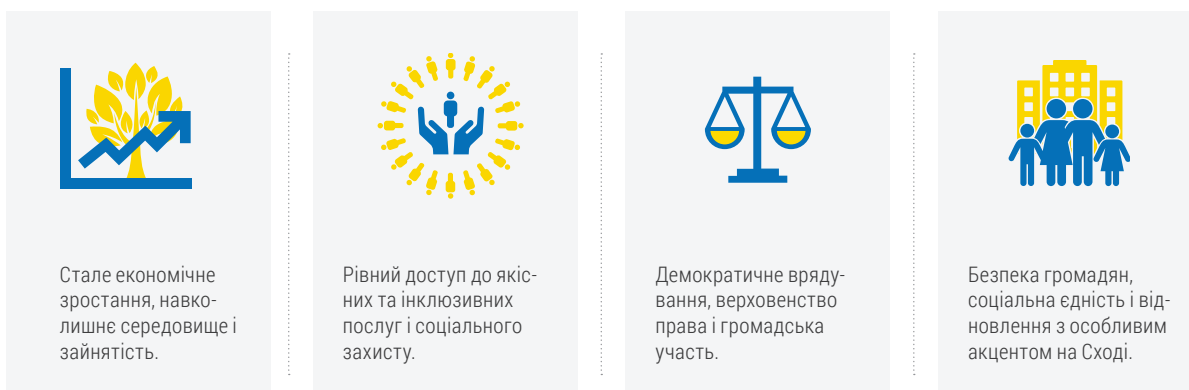 Стале економічне
зростання, навко-
лишнє середовище і
зайнятість.
Рівний доступ до якіс-
них та інклюзивних
послуг і соціального
захисту.
Демократичне вряду-
вання, верховенство
права і громадська
участь.
Безпека громадян,
соціальна єдність і від-
новлення з особливим
акцентом на Сході.